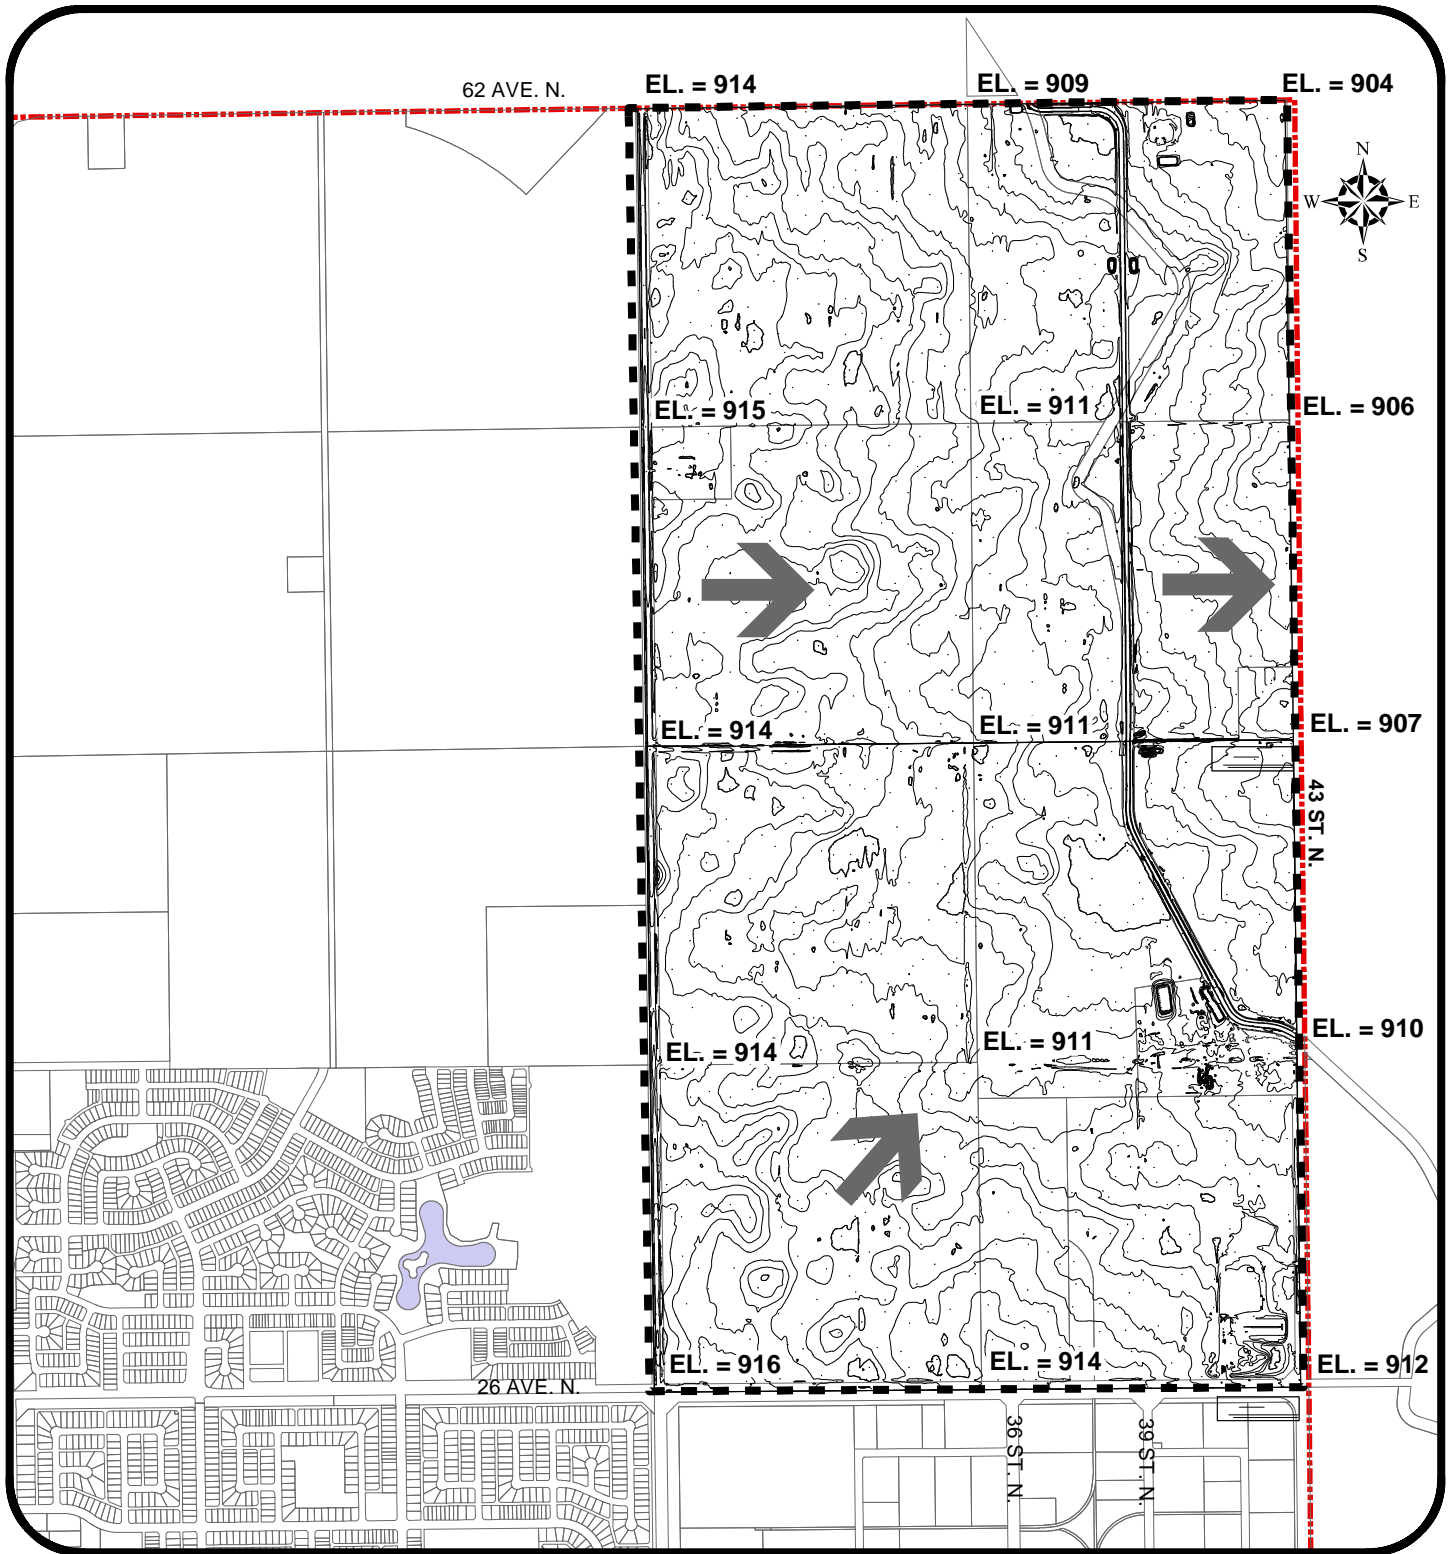 62 AVE. N.
EL. = 914
EL. = 909
EL. = 904
N
W
E
S
EL. = 915
EL. = 911
EL. = 906
EL. = 914
EL. = 911
EL. = 907
43 ST. N.
EL. = 914
EL. = 911
EL. = 910
EL. = 916
EL. = 914
EL. = 912
26 AVE. N.
36 ST. N.
39 ST. N.